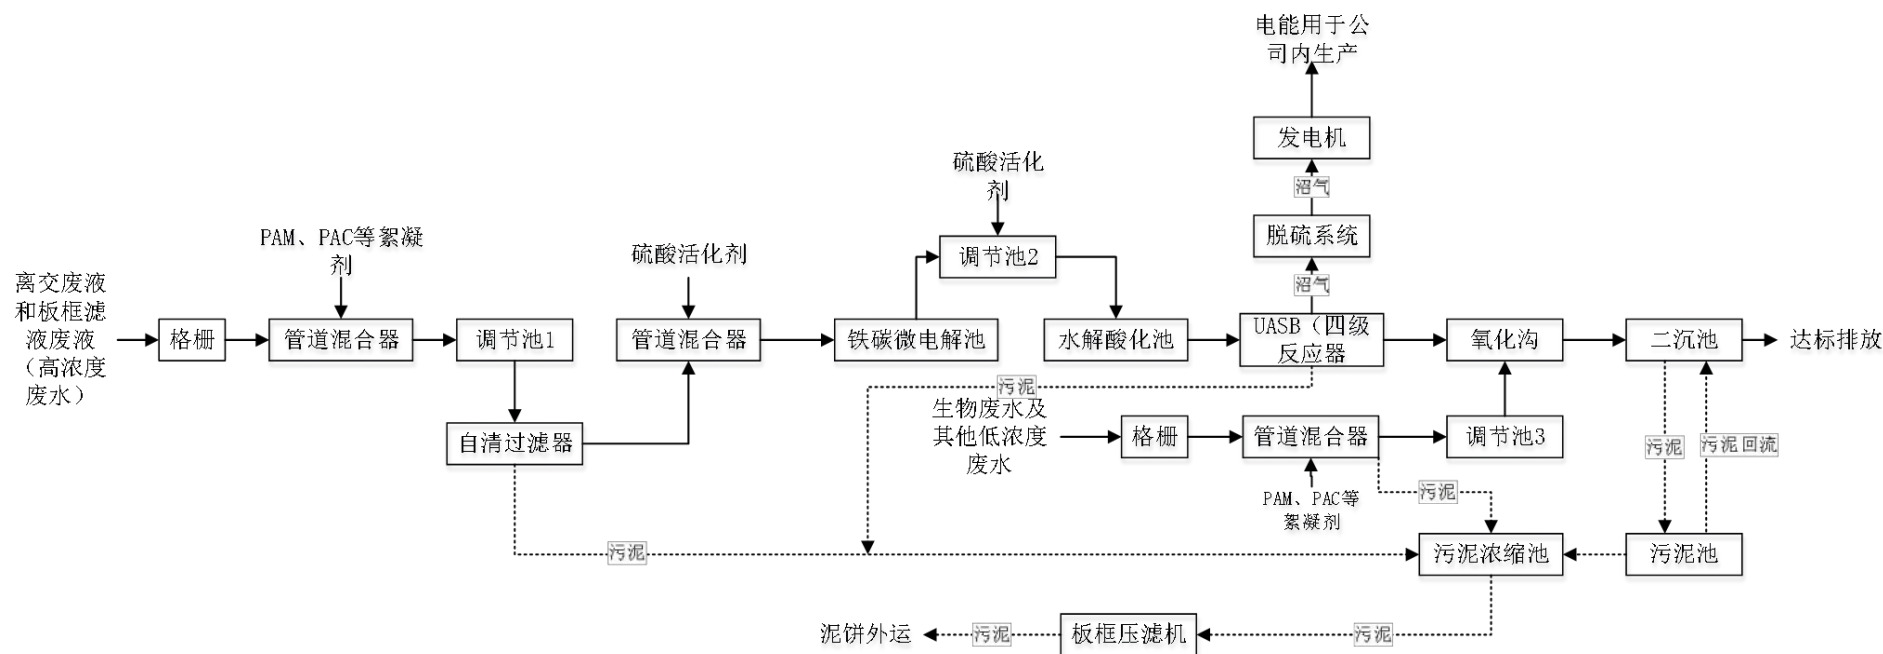 电能用于公
司内生产
发电机
沼气
脱硫系统
沼气
硫酸活化
剂
调节池2
PAM、PAC等絮凝
剂
硫酸活化剂
离交废液
和板框滤
液废液
（高浓度
废水）
格栅
管道混合器
调节池1
管道混合器
铁碳微电解池
水解酸化池
UASB（四级
反应器
氧化沟
二沉池
达标排放
自清过滤器
污泥
生物废水及
其他低浓度
废水
格栅
管道混合器
调节池3
污泥
污泥回流
PAM、PAC等
絮凝剂
污泥
污泥
污泥浓缩池
污泥池
泥饼外运
污泥
板框压滤机
污泥